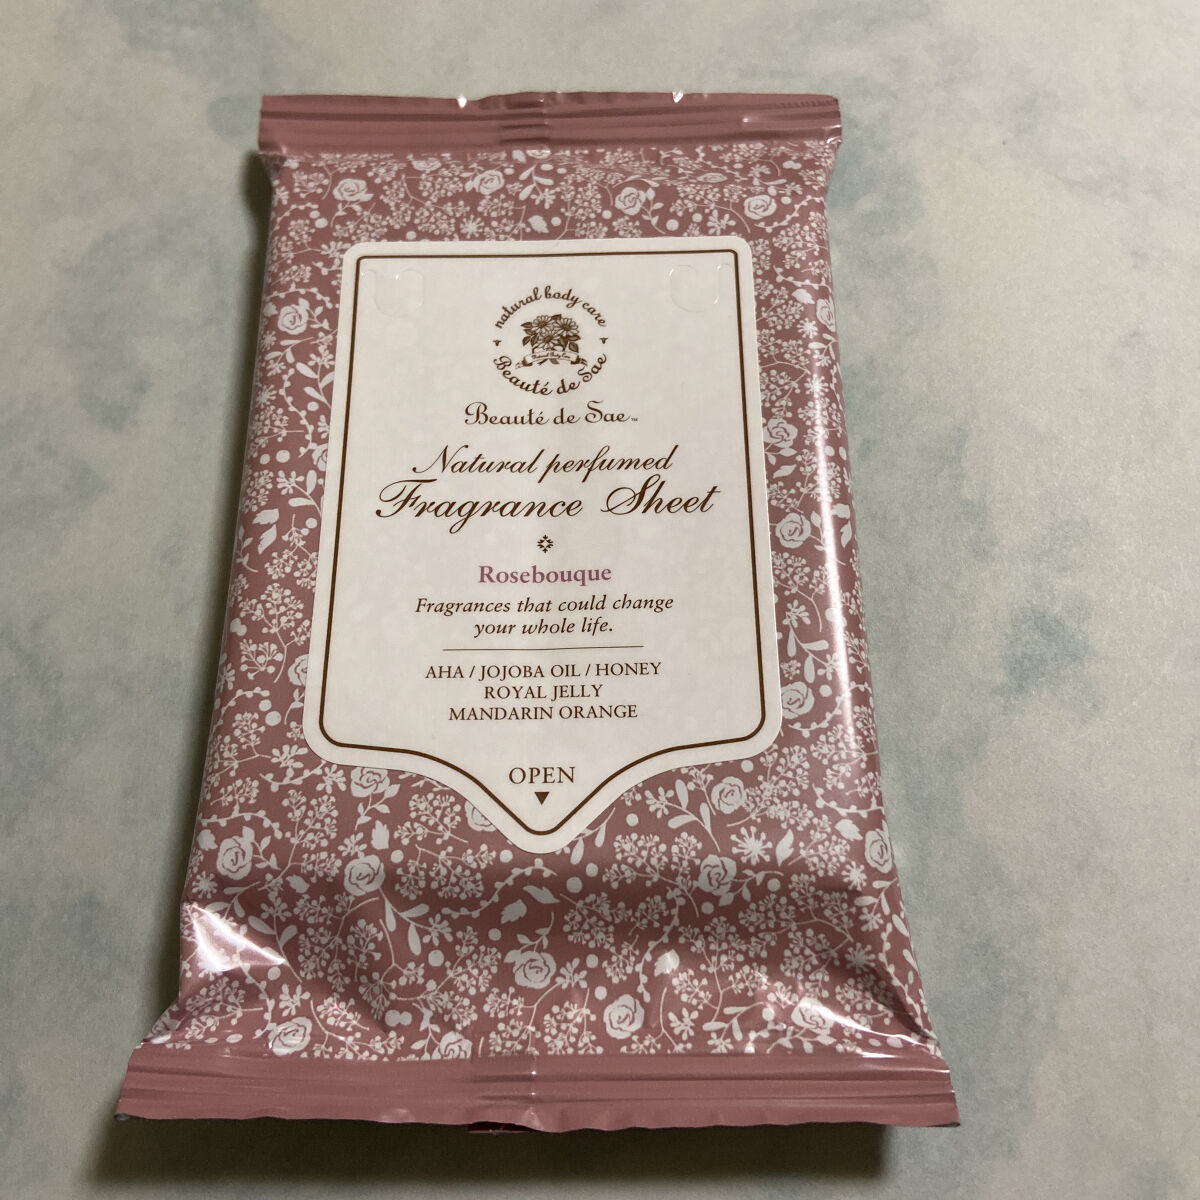 natural body care
Beauté de Sae
Beauté de Sae™
Natural perfumed
Fragrance Sheet
Rosebouque
Fragrances that could change
your whole life.
AHA / JOJOBA OIL / HONEY
ROYAL JELLY
MANDARIN ORANGE
OPEN